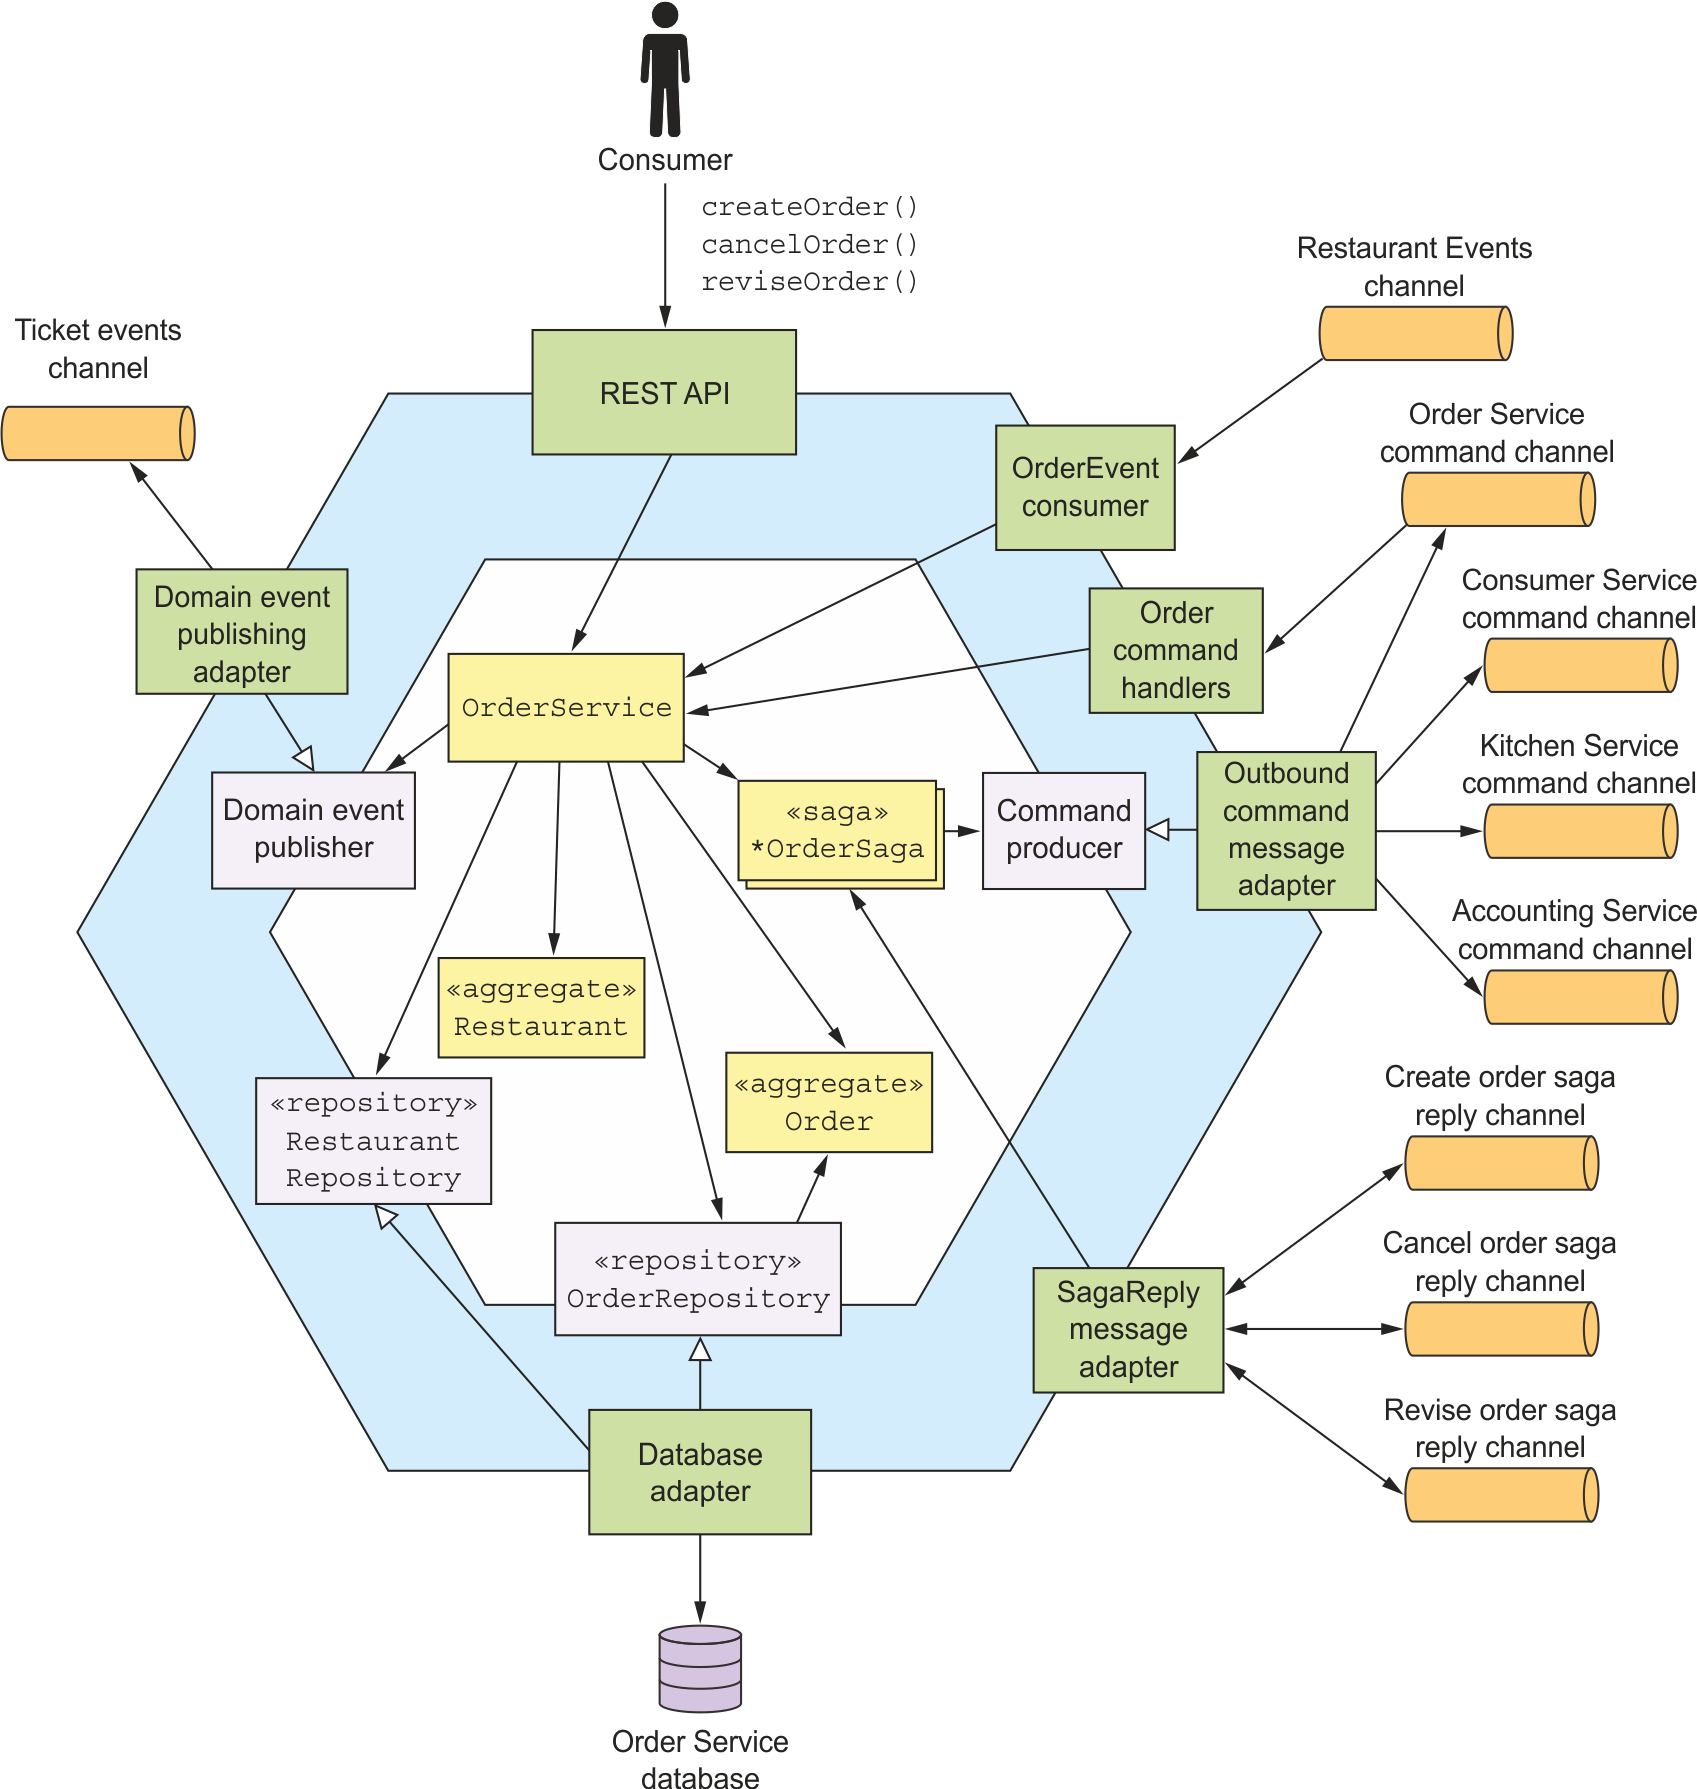 Consumer
createOrder()
cancelOrder()
reviseOrder()
Restaurant Events
channel
Ticket events
channel
REST API
OrderEvent
consumer
Order Service
command channel
Domain event
publishing
adapter
Order
command
handlers
Consumer Service
command channel
OrderService
Kitchen Service
command channel
Domain event
publisher
«saga»
*OrderSaga
Command
producer
Outbound
command
message
adapter
Accounting Service
command channel
«aggregate»
Restaurant
«aggregate»
Order
«repository»
Restaurant
Repository
Create order saga
reply channel
«repository»
OrderRepository
SagaReply
message
adapter
Cancel order saga
reply channel
Revise order saga
reply channel
Database
adapter
Order Service
database